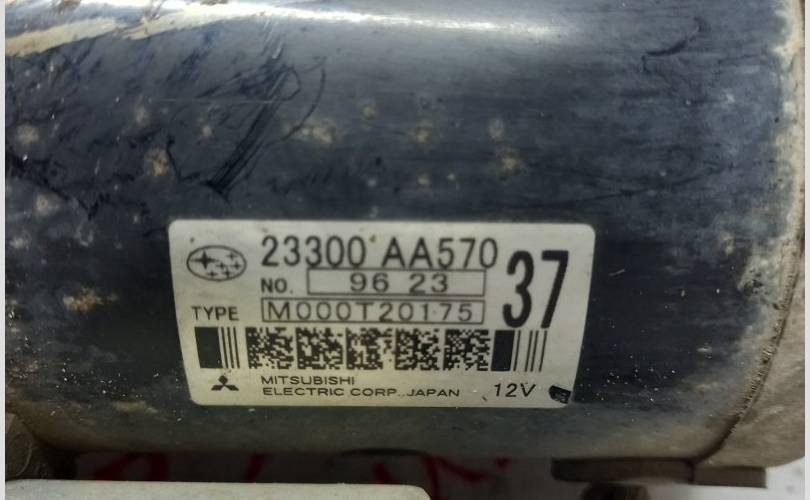 23300 AA570
37
NO. 96 23
TYPE M000T20175
MITSUBISHI
ELECTRIC CORP. JAPAN 12V